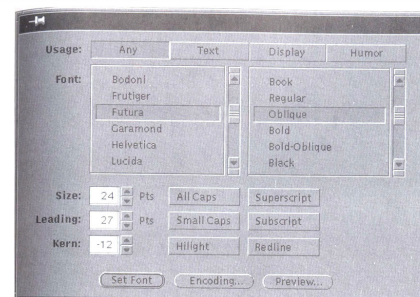 Usage: Any Text Display Humor
Font:
Bodoni
Frutiger
Futura
Garamond
Helvetica
Lucida
Book
Regular
Oblique
Bold
Bold-Oblique
Black
Size: 24 Pts All Caps Superscript
Leading: 27 Pts Small Caps Subscript
Kern: -12 Hilight Redline
Set Font Encoding... Preview...